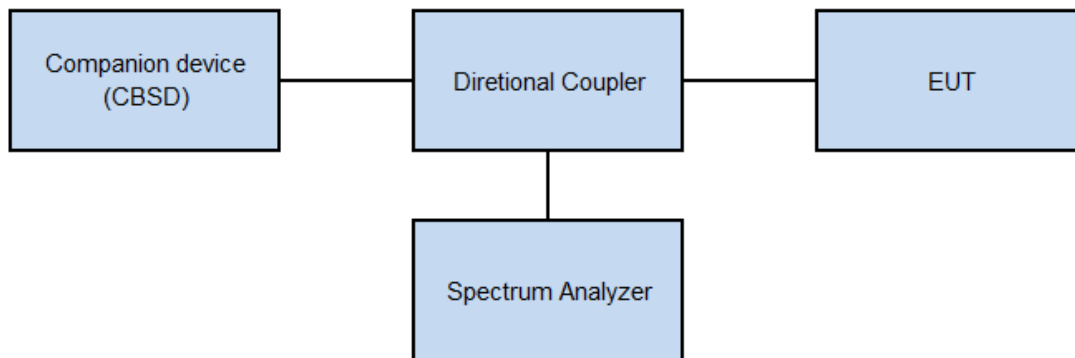 Companion device
(CBSD)
Diretional Coupler
EUT
Spectrum Analyzer